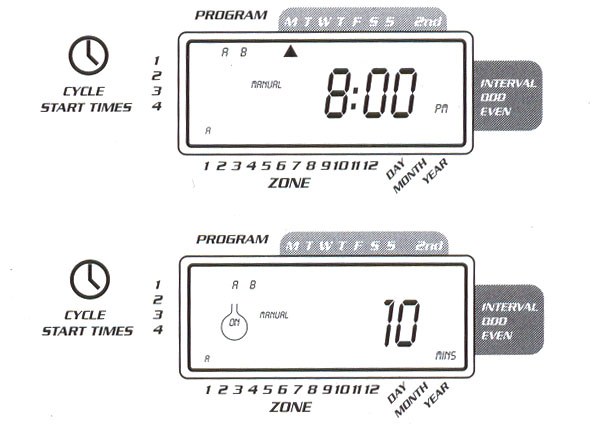 PROGRAM M T W T F S S 2nd
A B
1
2
3
4
CYCLE
START TIMES
MANUAL
8:00
PM
A
INTERVAL
ODD
EVEN
1 2 3 4 5 6 7 8 9 10 11 12 DAY MONTH YEAR
ZONE
PROGRAM M T W T F S S 2nd
A B
1
2
3
4
CYCLE
START TIMES
ON
MANUAL
10
MINS
A
INTERVAL
ODD
EVEN
1 2 3 4 5 6 7 8 9 10 11 12 DAY MONTH YEAR
ZONE